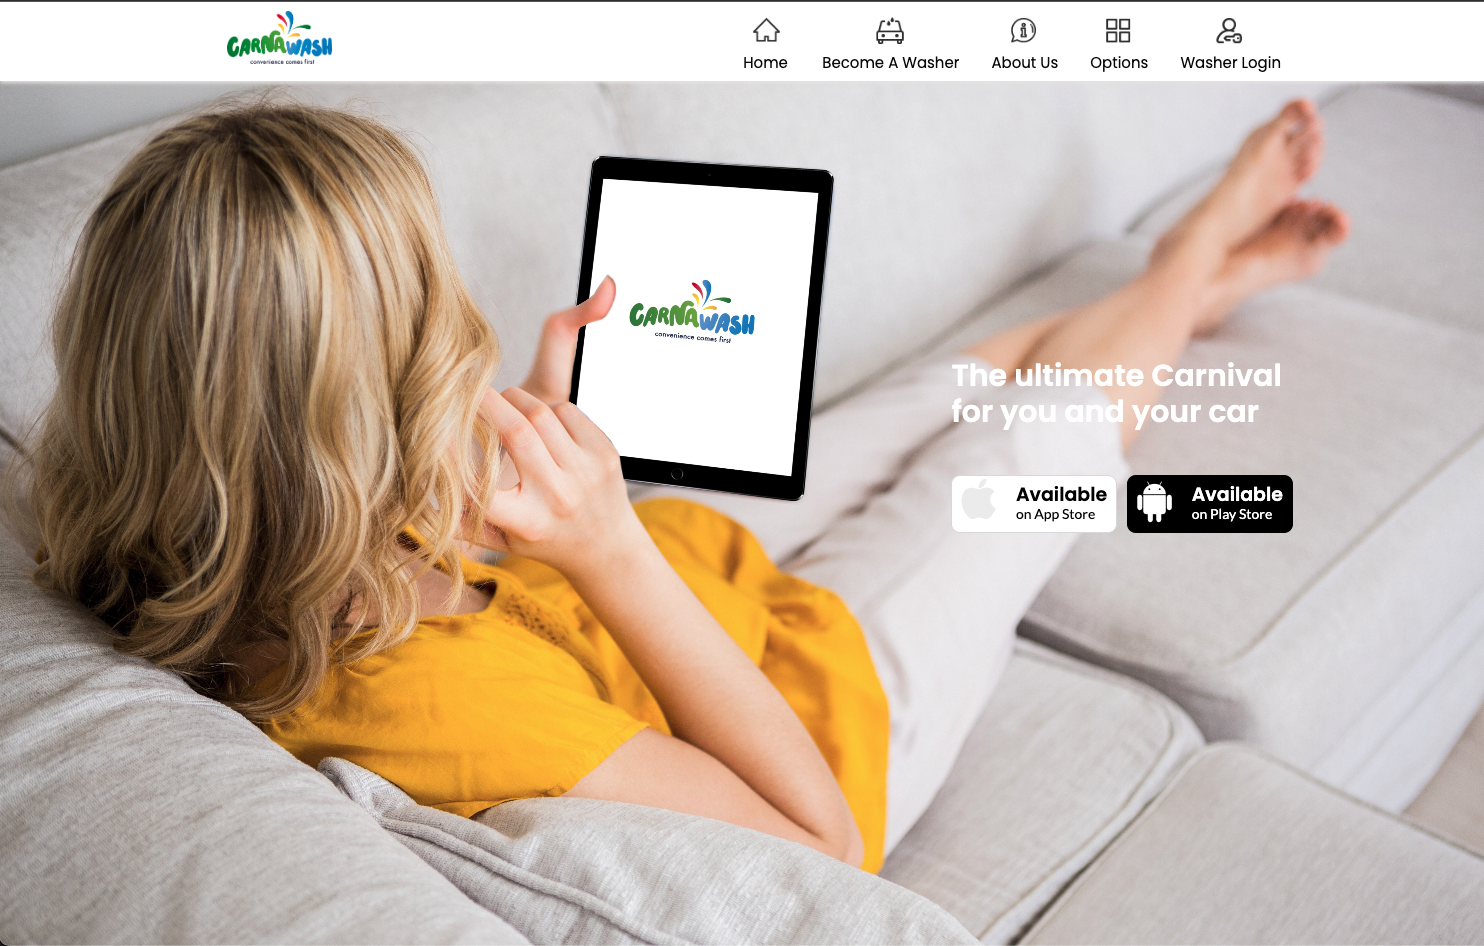 CARNAWASH
convenience comes first
Home
Become A Washer
About Us
Options
Washer Login
CARNAWASH
convenience comes first
The ultimate Carnival
for you and your car
Available
on App Store
Available
on Play Store